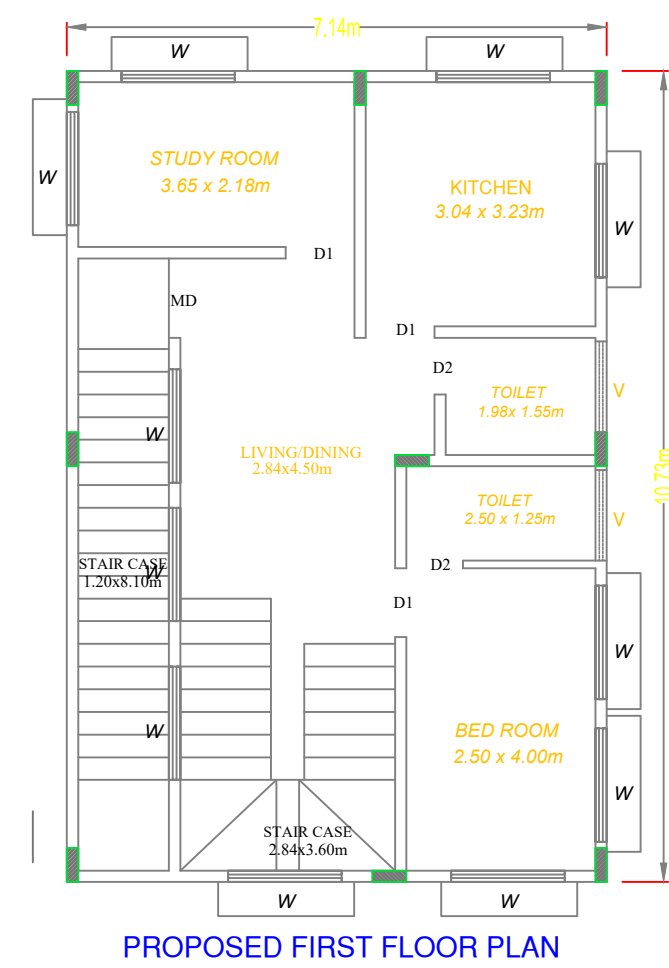 7.14m
W
W
STUDY ROOM
3.65 x 2.18m
W
KITCHEN
3.04 x 3.23m
W
D1
MD
D1
D2
TOILET
1.98x 1.55m
V
W
LIVING/DINING
2.84x4.50m
10.73m
TOILET
2.50 x 1.25m
V
STAIR CASE
W
1.20x8.10m
D2
D1
W
W
BED ROOM
2.50 x 4.00m
W
STAIR CASE
2.84x3.60m
W
W
PROPOSED FIRST FLOOR PLAN